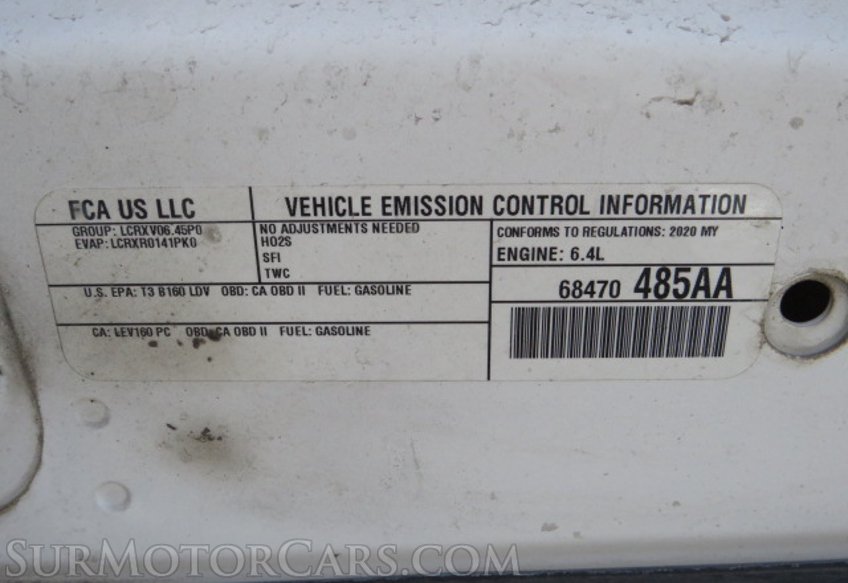 FCA US LLC
VEHICLE EMISSION CONTROL INFORMATION
GROUP: LCRXV06.45P0
EVAP: LCRXR0141PK0
NO ADJUSTMENTS NEEDED
HO2S
SFI
TWC
CONFORMS TO REGULATIONS: 2020 MY
ENGINE: 6.4L
U.S. EPA: T3 B160 LDV OBD: CA OBD II FUEL: GASOLINE
68470 485AA
CA: LEV160 PC OBD: CA OBD II FUEL: GASOLINE
SURMOTORCARS.COM